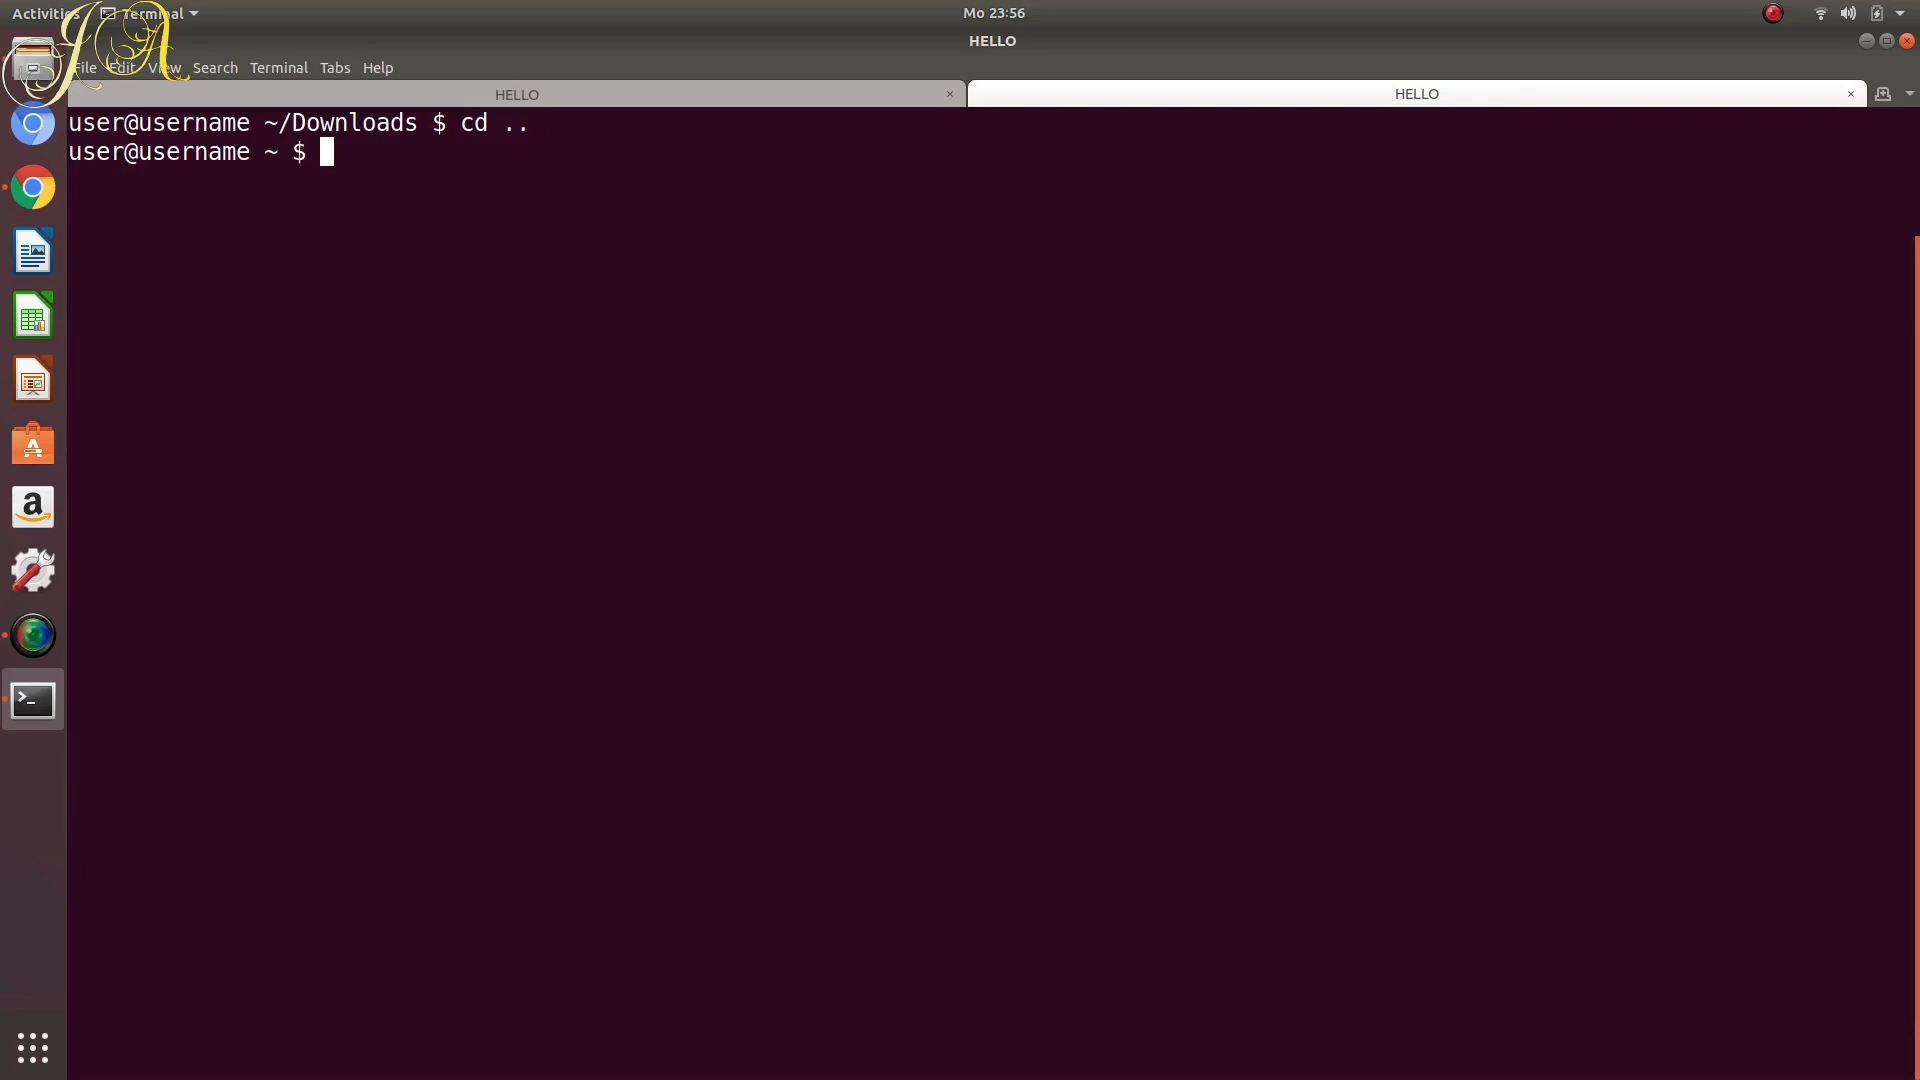 Activities Terminal Mo 23:56
HELLO
File Edit View Search Terminal Tabs Help
HELLO × HELLO ×
user@username ~/Downloads $ cd ..
user@username ~ $